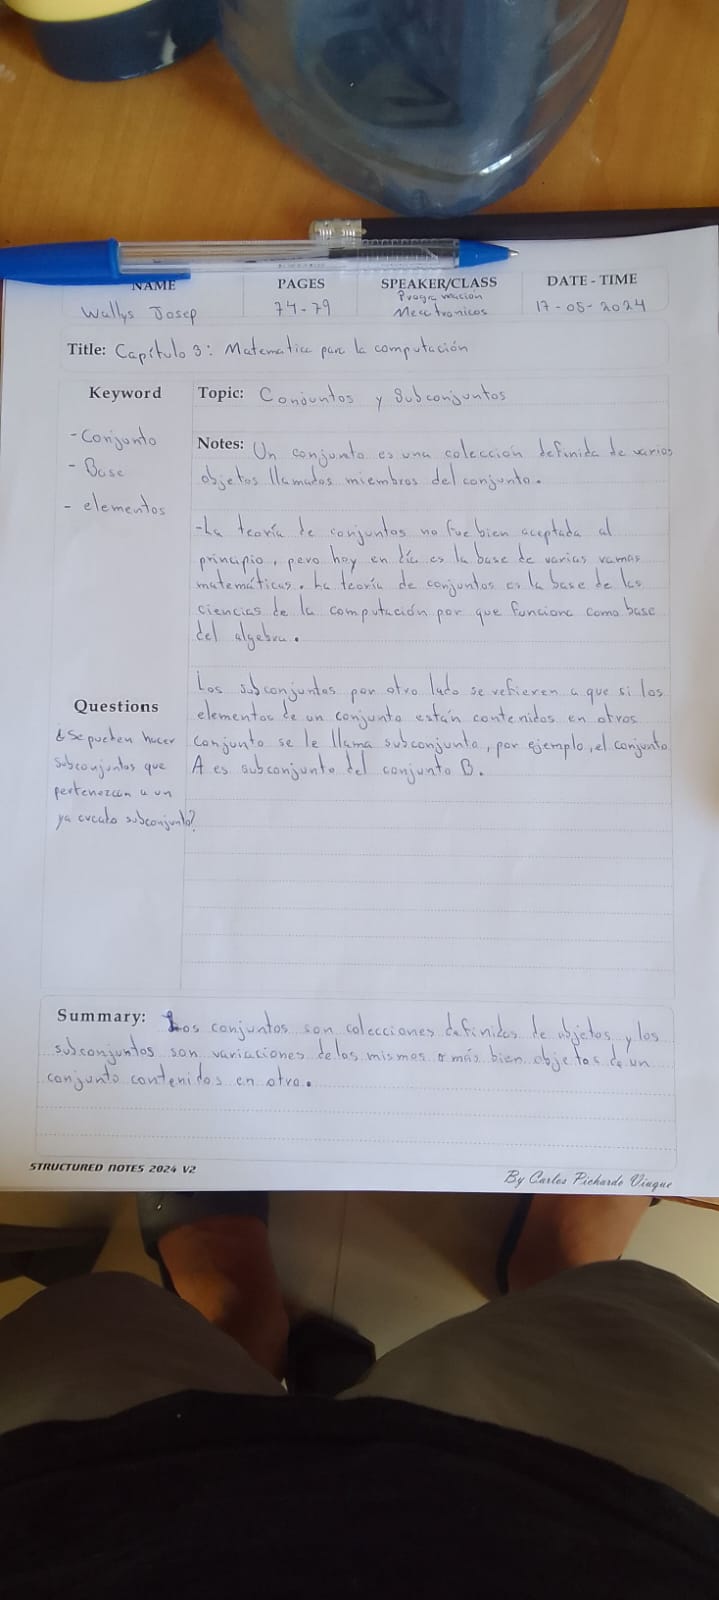 NAME PAGES SPEAKER/CLASS DATE - TIME
Wallys Josep 74-79 Programacion Mecctronicos 17-05-2024
Title: Capítulo 3: Matematica para la computación
Keyword
- Conjunto
- Base
- elementos
Topic: Conjuntos y Subconjuntos
Notes: Un conjunto es una coleccion definida de varios
objetos llamados miembros del conjunto.
-La teoría de conjuntos no fue bien aceptada al
principio, pero hoy en día es la base de varias ramas
matemáticas. La teoría de conjuntos es la base de las
ciencias de la computación por que funciona como base
del algebra.
Los subconjuntos por otro lado se refieren a que si los
elementos de un conjunto están contenidos en otros
conjunto se le llama subconjunto, por ejemplo, el conjunto
A es subconjunto del conjunto B.
Questions
¿Se pueden hacer
subconjuntos que
pertenezcan a un
ya creado subconjunto?
Summary: Los conjuntos son colecciones definidas de objetos y los
subconjuntos son variaciones de los mismos o más bien objetos de un
conjunto contenidos en otro.
STRUCTURED NOTES 2024 V2
By Carlos Pichardo Viuque